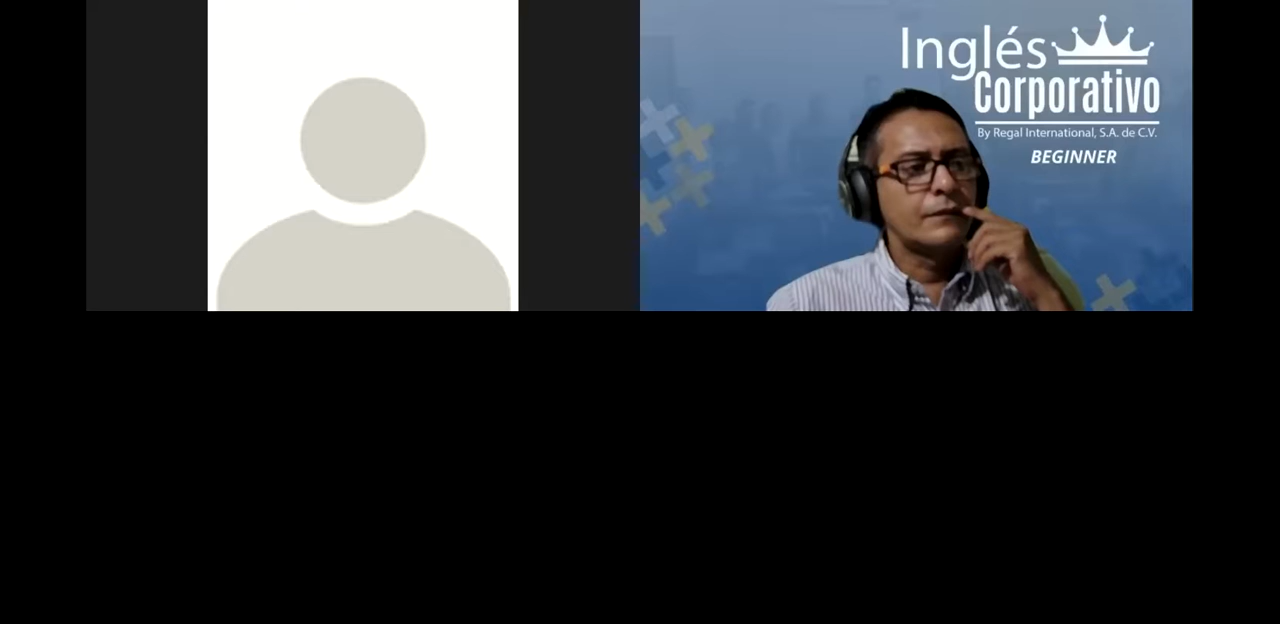 Inglés
Corporativo
By Regal International, S.A. de C.V.
BEGINNER